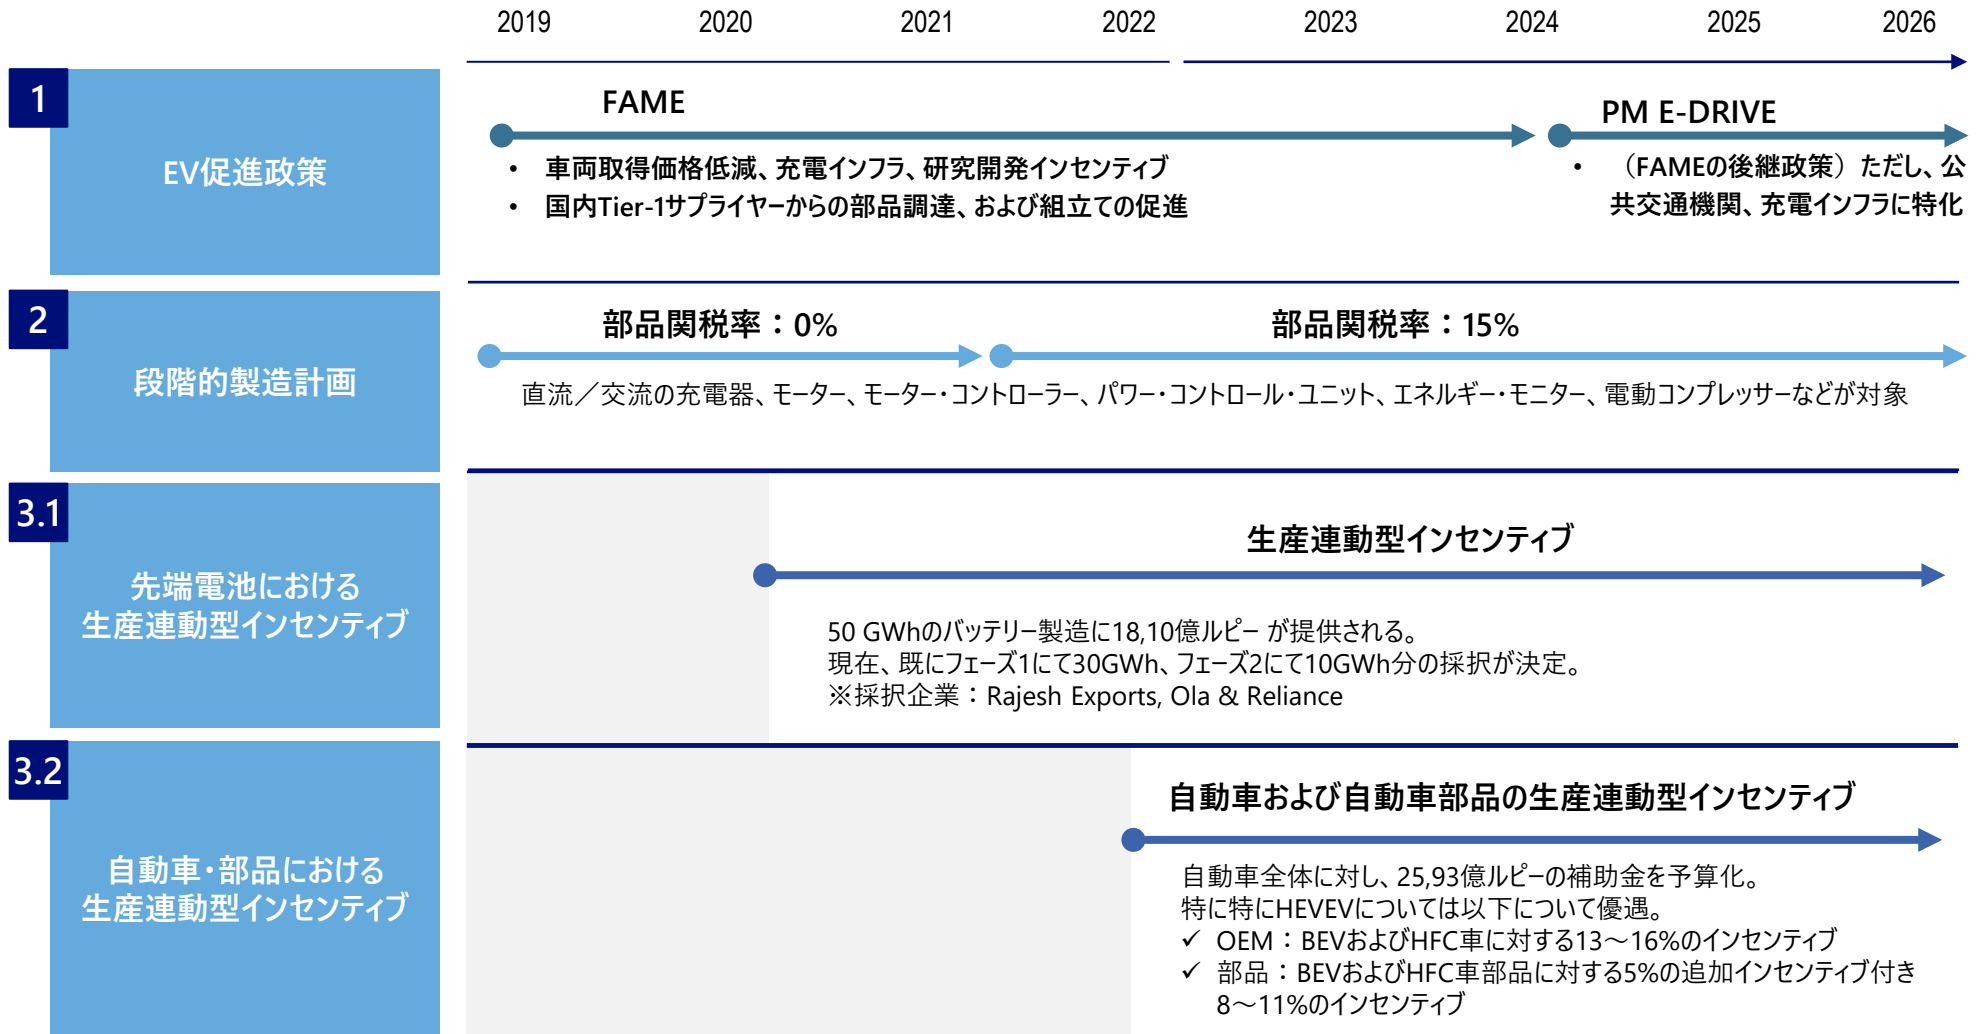 2019 2020 2021 2022 2023 2024 2025 2026
1
EV促進政策
FAME
• 車両取得価格低減、充電インフラ、研究開発インセンティブ
• 国内Tier-1サプライヤーからの部品調達、および組立ての促進
PM E-DRIVE
• （FAMEの後継政策）ただし、公
共交通機関、充電インフラに特化
2
段階的製造計画
部品関税率：0%
部品関税率：15%
直流／交流の充電器、モーター、モーター・コントローラー、パワー・コントロール・ユニット、エネルギー・モニター、電動コンプレッサーなどが対象
3.1
先端電池における
生産連動型インセンティブ
生産連動型インセンティブ
50 GWhのバッテリー製造に18,10億ルピー が提供される。
現在、既にフェーズ1にて30GWh、フェーズ2にて10GWh分の採択が決定。
※採択企業：Rajesh Exports, Ola & Reliance
3.2
自動車・部品における
生産連動型インセンティブ
自動車および自動車部品の生産連動型インセンティブ
自動車全体に対し、25,93億ルピーの補助金を予算化。
特に特にHEVEVについては以下について優遇。
✓ OEM：BEVおよびHFC車に対する13～16%のインセンティブ
✓ 部品：BEVおよびHFC車部品に対する5%の追加インセンティブ付き
8～11%のインセンティブ